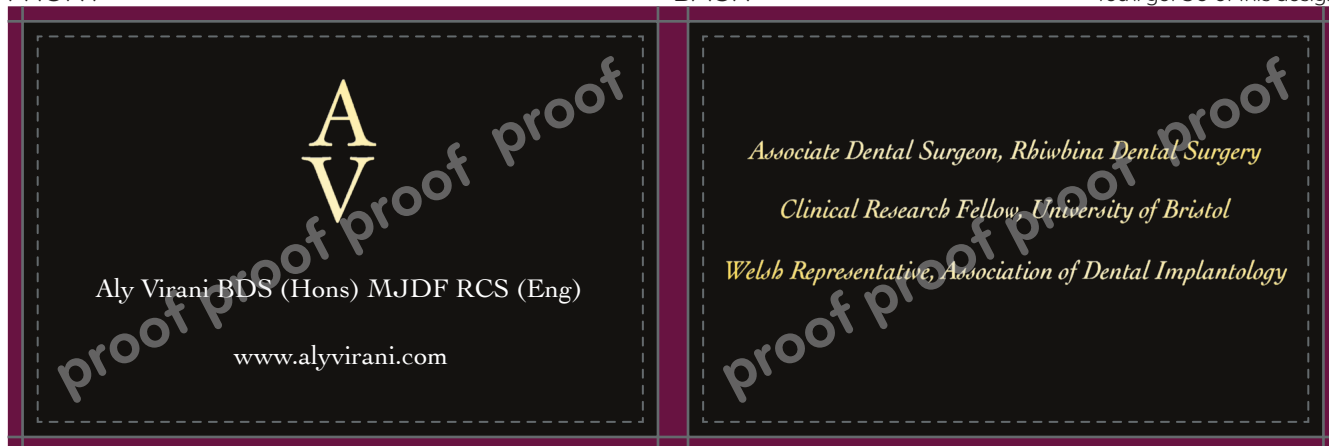 A
V
Aly Virani BDS (Hons) MJDF RCS (Eng)
www.alyvirani.com
proof proof proof proof
Associate Dental Surgeon, Rhiwbina Dental Surgery
Clinical Research Fellow, University of Bristol
Welsh Representative, Association of Dental Implantology
proof proof proof proof